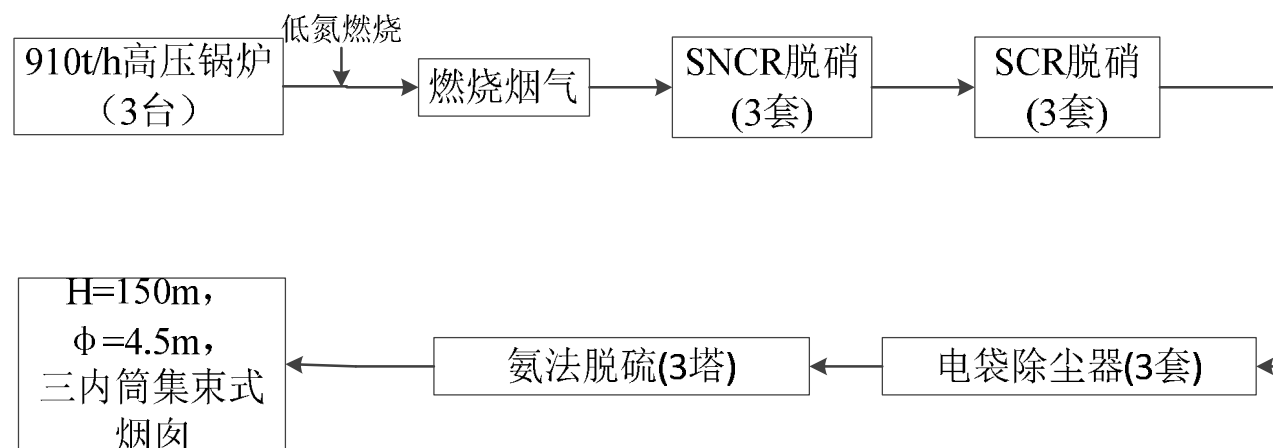 低氮燃烧
910t/h高压锅炉
（3台）
燃烧烟气
SNCR脱硝
(3套)
SCR脱硝
(3套)
H=150m，
φ=4.5m，
三内筒集束式
烟囱
氨法脱硫(3塔)
电袋除尘器(3套)